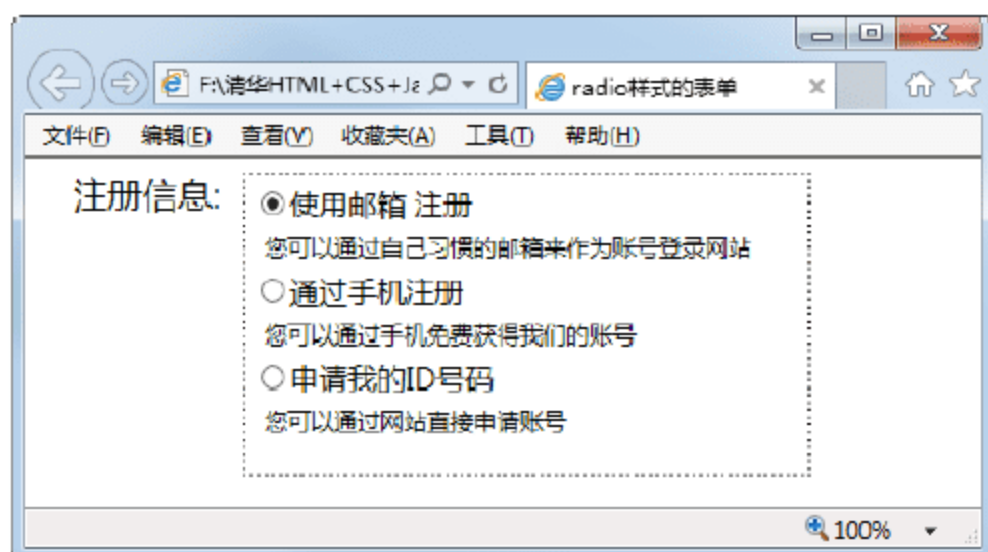 F:\清华HTML+CSS+Ja
radio样式的表单
文件(F) 编辑(E) 查看(V) 收藏夹(A) 工具(T) 帮助(H)
注册信息:
使用邮箱 注册
您可以通过自己习惯的邮箱来作为账号登录网站
通过手机注册
您可以通过手机免费获得我们的账号
申请我的ID号码
您可以通过网站直接申请账号
100%